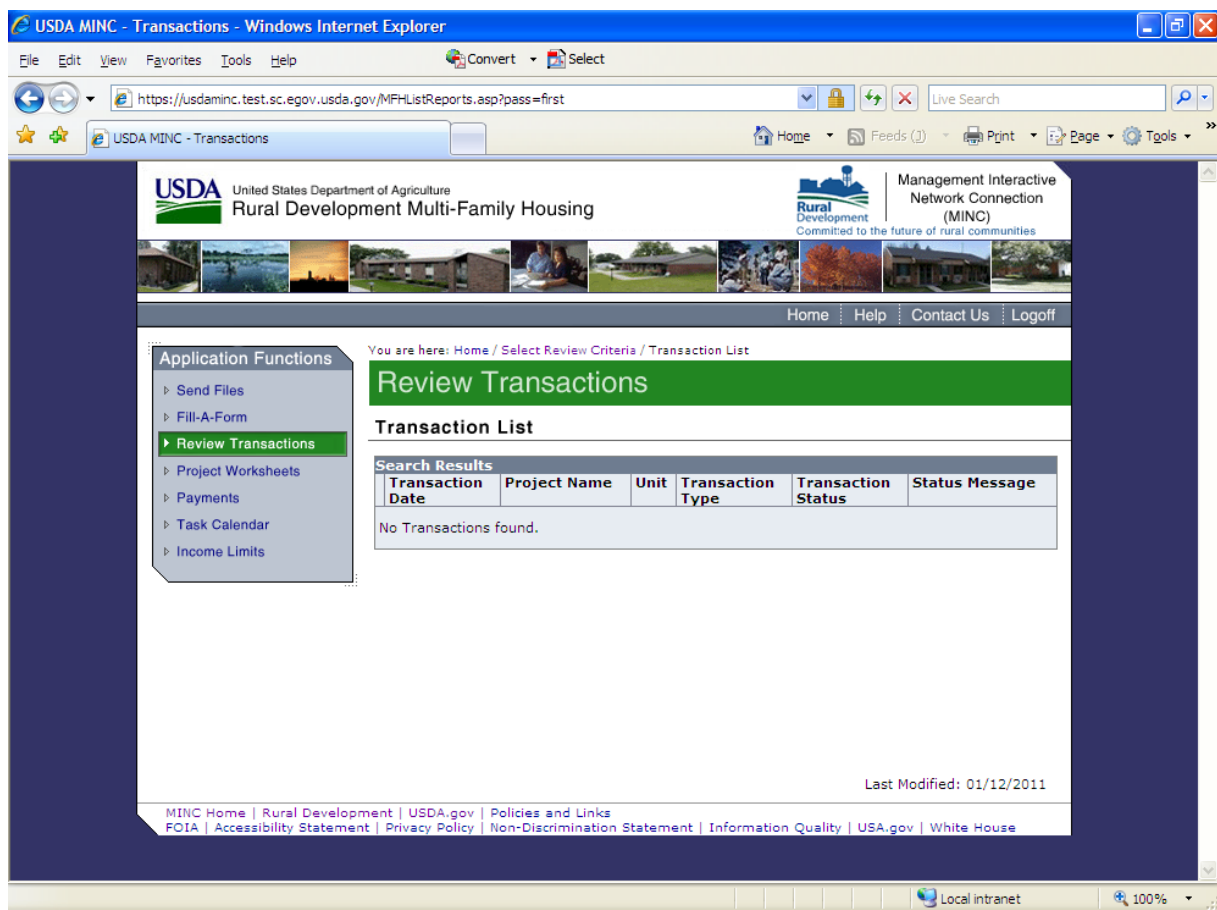 USDA MINC - Transactions - Windows Internet Explorer
File Edit View Favorites Tools Help Convert Select
https://usdaminc.test.sc.egov.usda.gov/MFHListReports.asp?pass=first Live Search
USDA MINC - Transactions Home Feeds (J) Print Page Tools »
USDA United States Department of Agriculture
Rural Development Multi-Family Housing
Rural
Development
Committed to the future of rural communities
Management Interactive
Network Connection
(MINC)
Home Help Contact Us Logoff
Application Functions
Send Files
Fill-A-Form
Review Transactions
Project Worksheets
Payments
Task Calendar
Income Limits
You are here: Home / Select Review Criteria / Transaction List
Review Transactions
Transaction List
Search Results
Transaction Date Project Name Unit Transaction Type Transaction Status Status Message
No Transactions found.
Last Modified: 01/12/2011
MINC Home | Rural Development | USDA.gov | Policies and Links
FOIA | Accessibility Statement | Privacy Policy | Non-Discrimination Statement | Information Quality | USA.gov | White House
Local intranet 100%